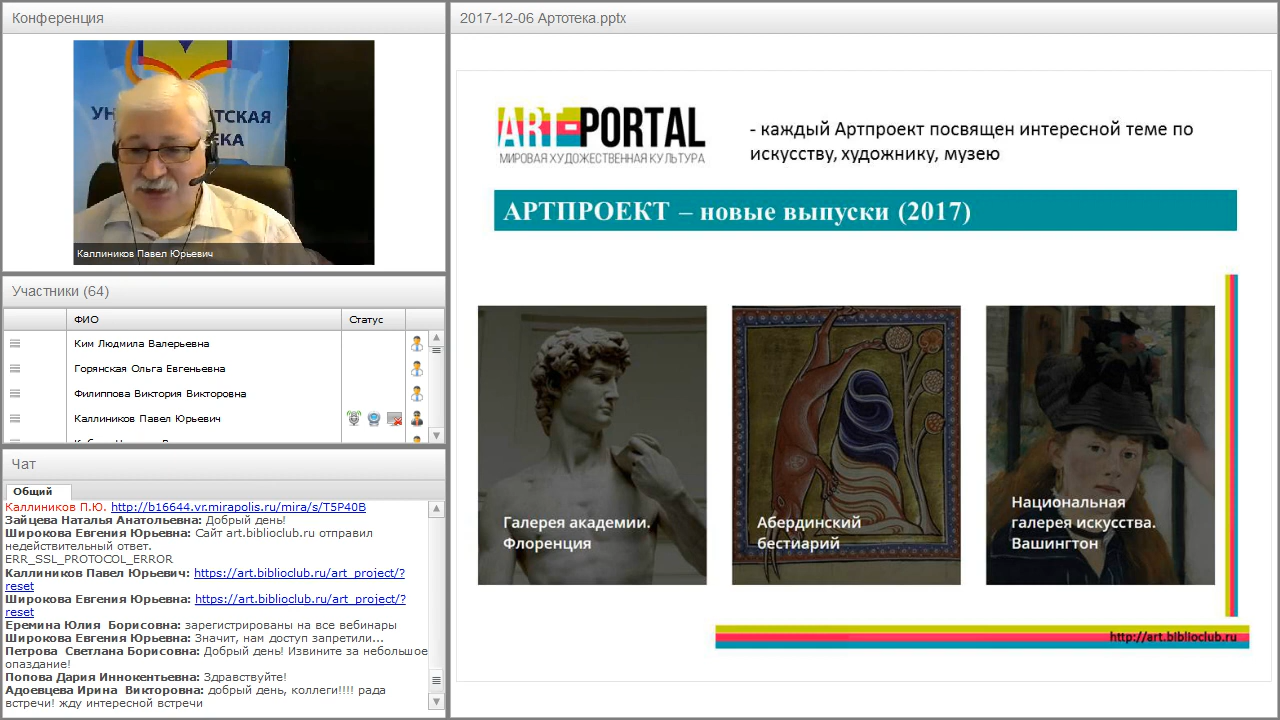 Конференция
УН
ТСКАЯ
ЕКА
Каллиников Павел Юрьевич
Участники (64)
ФИО
Статус
Ким Людмила Валерьевна
Горянская Ольга Евгеньевна
Филиппова Виктория Викторовна
Каллиников Павел Юрьевич
Чат
Общий
Каллиников П.Ю. http://b16644.vr.mirapolis.ru/mira/s/T5P40B
Зайцева Наталья Анатольевна: Добрый день!
Широкова Евгения Юрьевна: Сайт art.biblioclub.ru отправил
недействительный ответ.
ERR_SSL_PROTOCOL_ERROR
Каллиников Павел Юрьевич: https://art.biblioclub.ru/art_project/?
reset
Широкова Евгения Юрьевна: https://art.biblioclub.ru/art_project/?
reset
Еремина Юлия  Борисовна: зарегистрированы на все вебинары
Широкова Евгения Юрьевна: Значит, нам доступ запретили...
Петрова  Светлана Борисовна: Добрый день! Извините за небольшое
опаздание!
Попова Дария Иннокентьевна: Здравствуйте!
Адоевцева Ирина  Викторовна: добрый день, коллеги!!!! рада
встречи! жду интересной встречи
2017-12-06 Артотека.pptx
ART-PORTAL
МИРОВАЯ ХУДОЖЕСТВЕННАЯ КУЛЬТУРА
- каждый Артпроект посвящен интересной теме по
искусству, художнику, музею
АРТПРОЕКТ – новые выпуски (2017)
Галерея академии.
Флоренция
Абердинский
бестиарий
Национальная
галерея искусства.
Вашингтон
http://art.biblioclub.ru